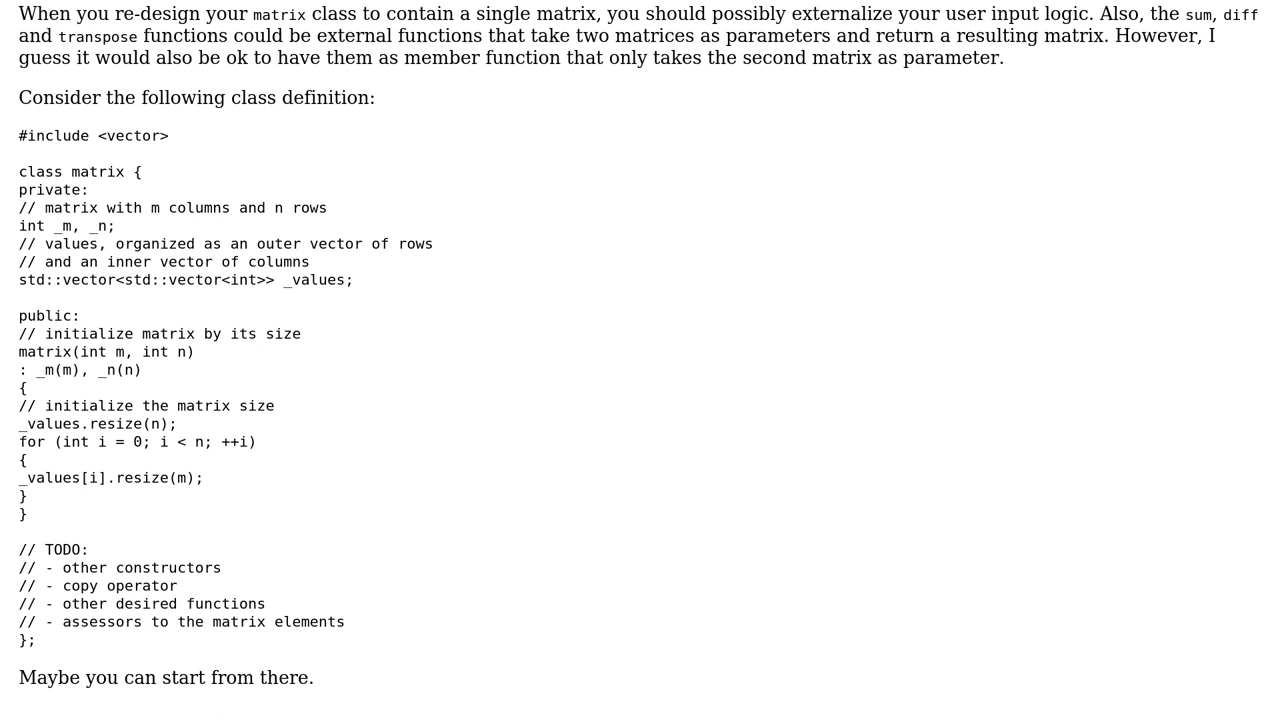 When you re-design your matrix class to contain a single matrix, you should possibly externalize your user input logic. Also, the sum, diff
and transpose functions could be external functions that take two matrices as parameters and return a resulting matrix. However, I
guess it would also be ok to have them as member function that only takes the second matrix as parameter.
Consider the following class definition:
#include <vector>
class matrix {
private:
// matrix with m columns and n rows
int _m, _n;
// values, organized as an outer vector of rows
// and an inner vector of columns
std::vector<std::vector<int>> _values;
public:
// initialize matrix by its size
matrix(int m, int n)
: _m(m), _n(n)
{
// initialize the matrix size
_values.resize(n);
for (int i = 0; i < n; ++i)
{
_values[i].resize(m);
}
}
// TODO:
// - other constructors
// - copy operator
// - other desired functions
// - assessors to the matrix elements
};
Maybe you can start from there.